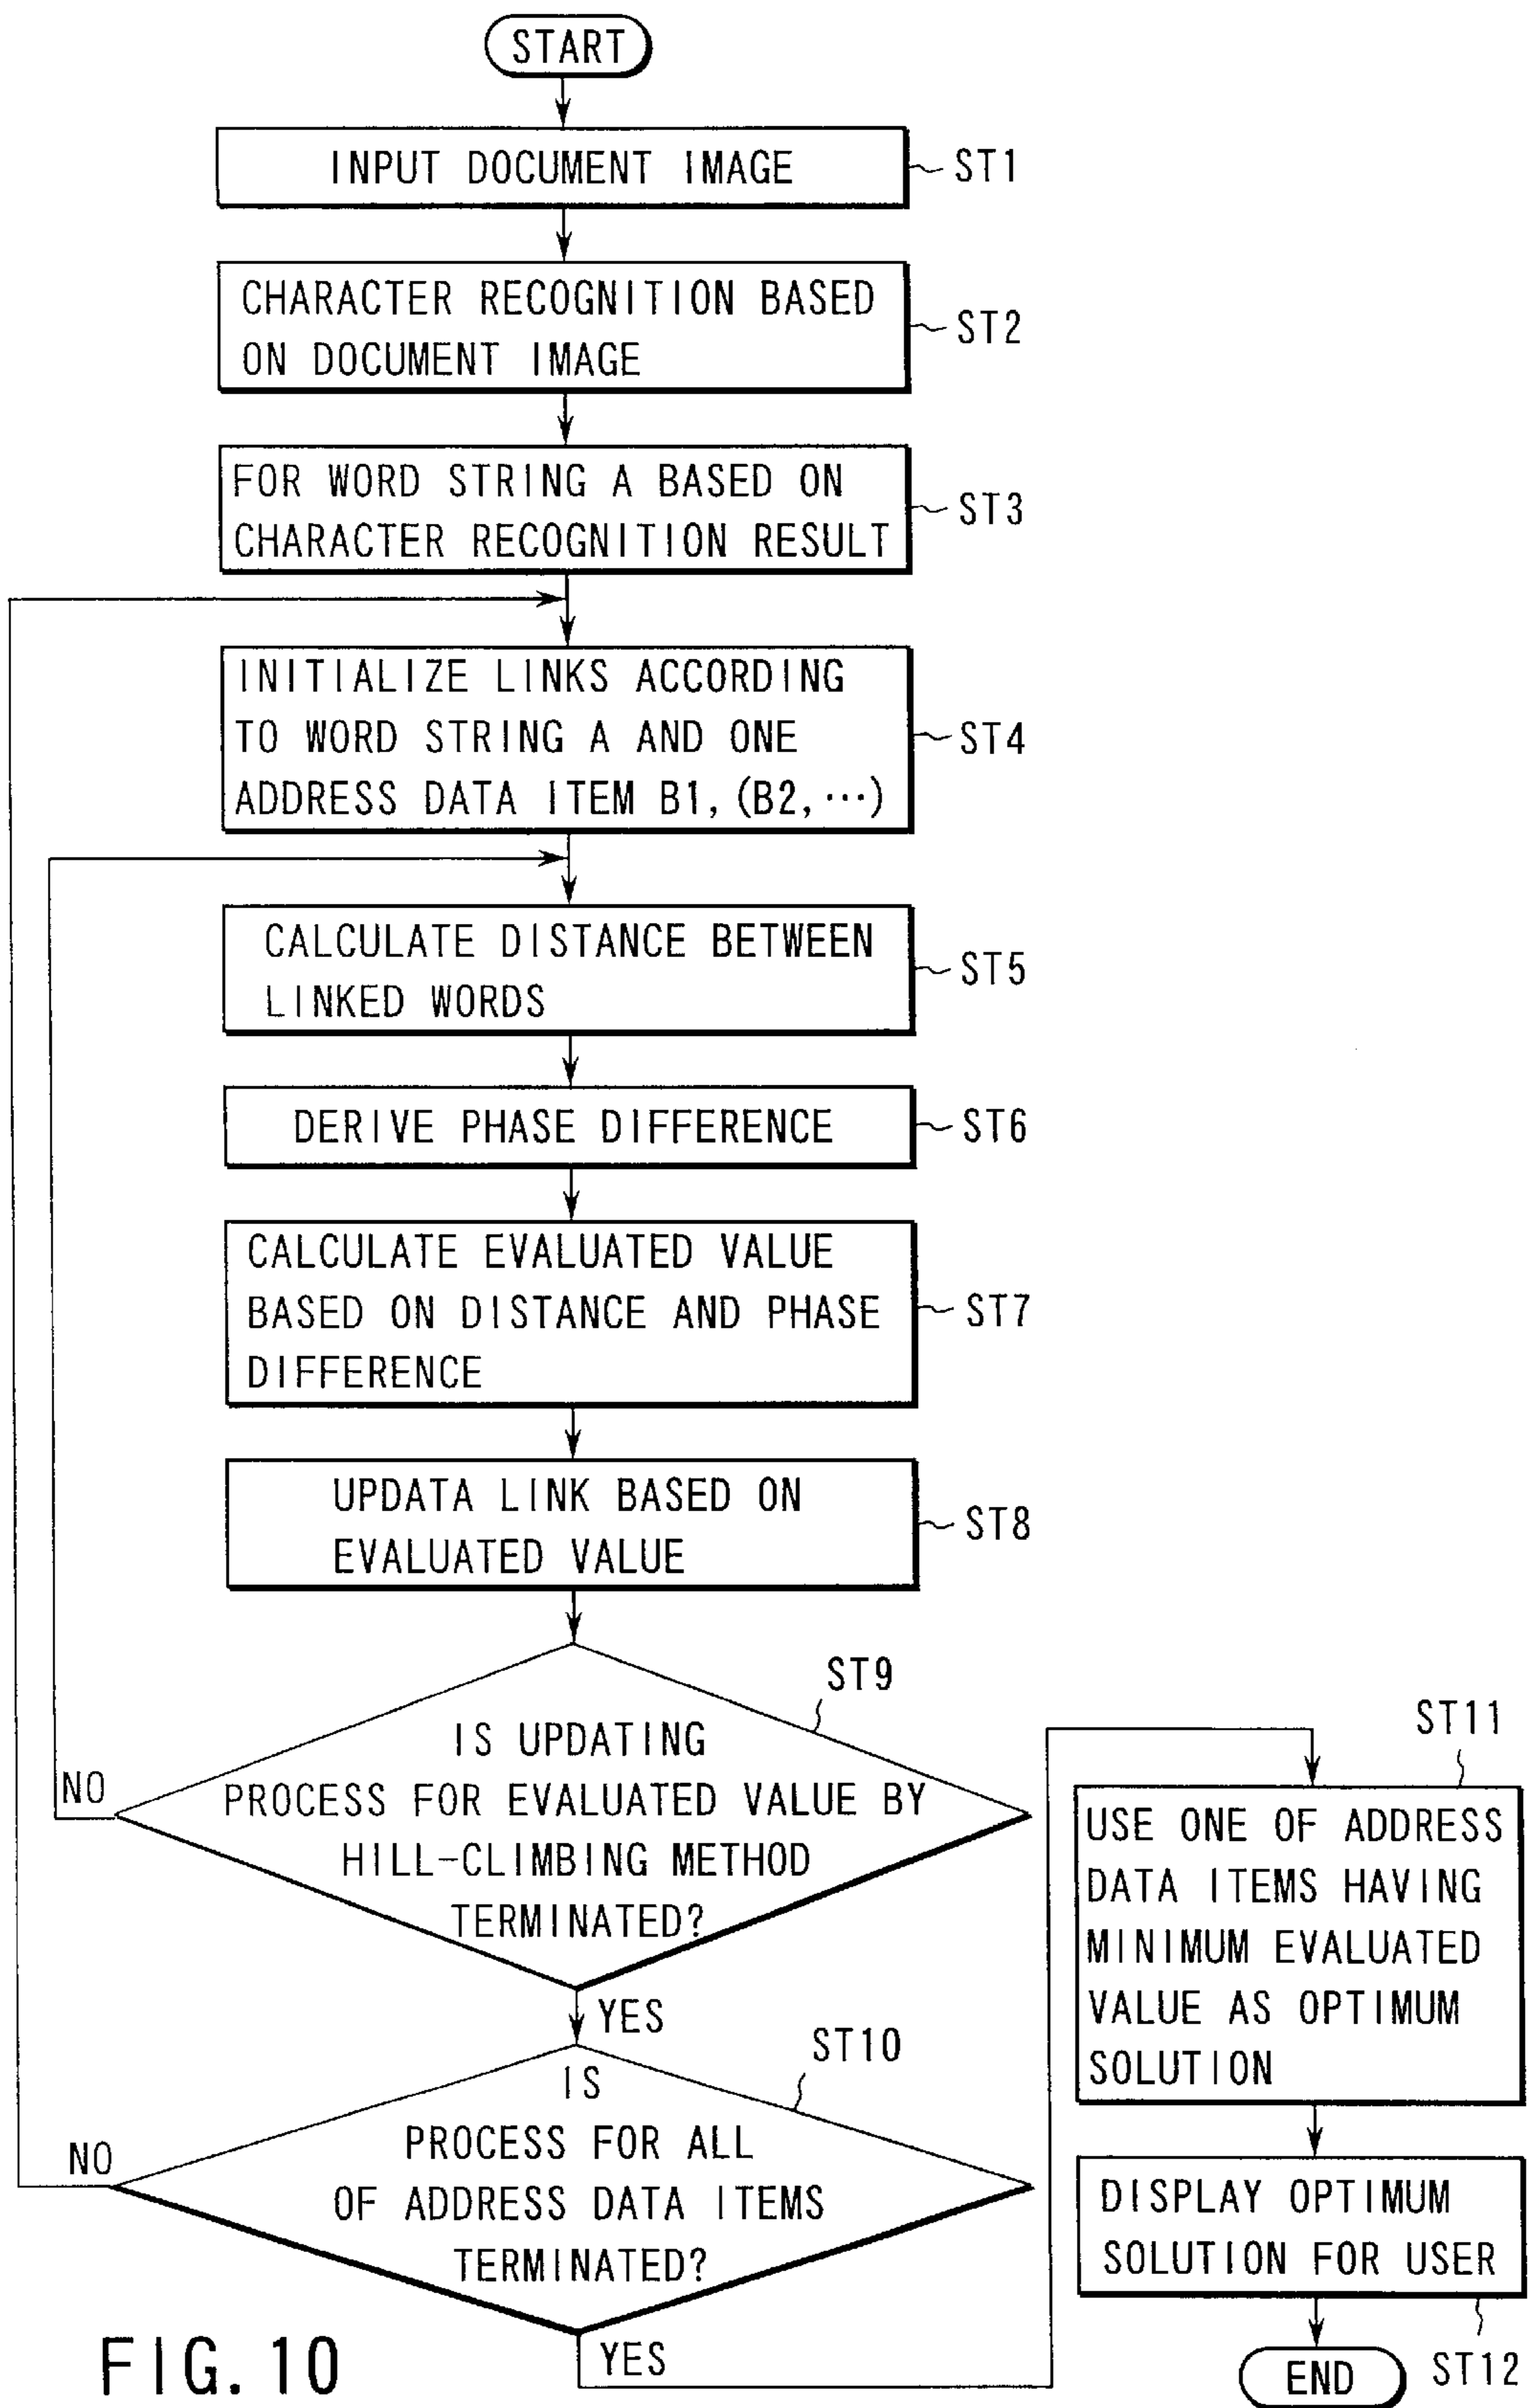 START
INPUT DOCUMENT IMAGE
ST1
CHARACTER RECOGNITION BASED
ON DOCUMENT IMAGE
ST2
FOR WORD STRING A BASED ON
CHARACTER RECOGNITION RESULT
ST3
INITIALIZE LINKS ACCORDING
TO WORD STRING A AND ONE
ADDRESS DATA ITEM B1, (B2, ···)
ST4
CALCULATE DISTANCE BETWEEN
LINKED WORDS
ST5
DERIVE PHASE DIFFERENCE
ST6
CALCULATE EVALUATED VALUE
BASED ON DISTANCE AND PHASE
DIFFERENCE
ST7
UPDATA LINK BASED ON
EVALUATED VALUE
ST8
ST9
IS UPDATING
PROCESS FOR EVALUATED VALUE BY
HILL-CLIMBING METHOD
TERMINATED?
NO
YES
ST10
IS
PROCESS FOR ALL
OF ADDRESS DATA ITEMS
TERMINATED?
NO
YES
ST11
USE ONE OF ADDRESS
DATA ITEMS HAVING
MINIMUM EVALUATED
VALUE AS OPTIMUM
SOLUTION
DISPLAY OPTIMUM
SOLUTION FOR USER
ST12
END
FIG. 10